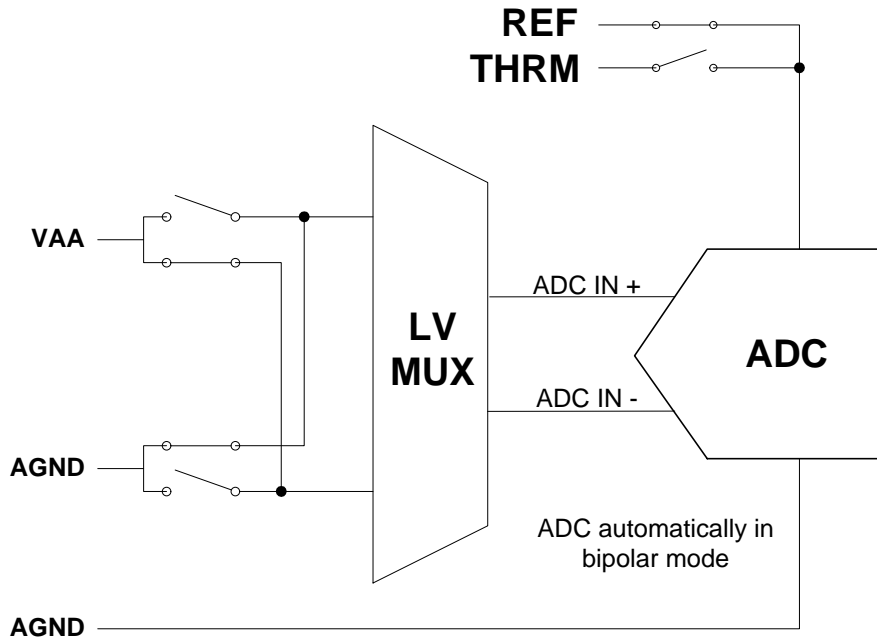 REF
THRM
VAA
ADC IN +
LV
MUX
ADC
ADC IN -
AGND
ADC automatically in
bipolar mode
AGND